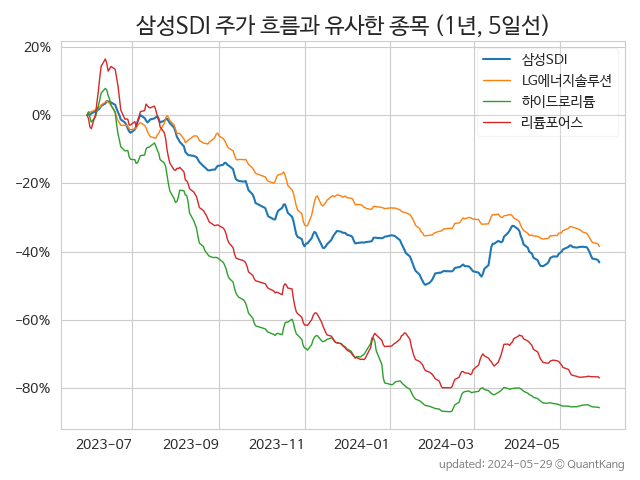 삼성SDI 주가 흐름과 유사한 종목 (1년, 5일선)
20%
0%
−20%
−40%
−60%
−80%
삼성SDI
LG에너지솔루션
하이드로리튬
리튬포어스
2023-07 2023-09 2023-11 2024-01 2024-03 2024-05
updated: 2024-05-29 © QuantKang